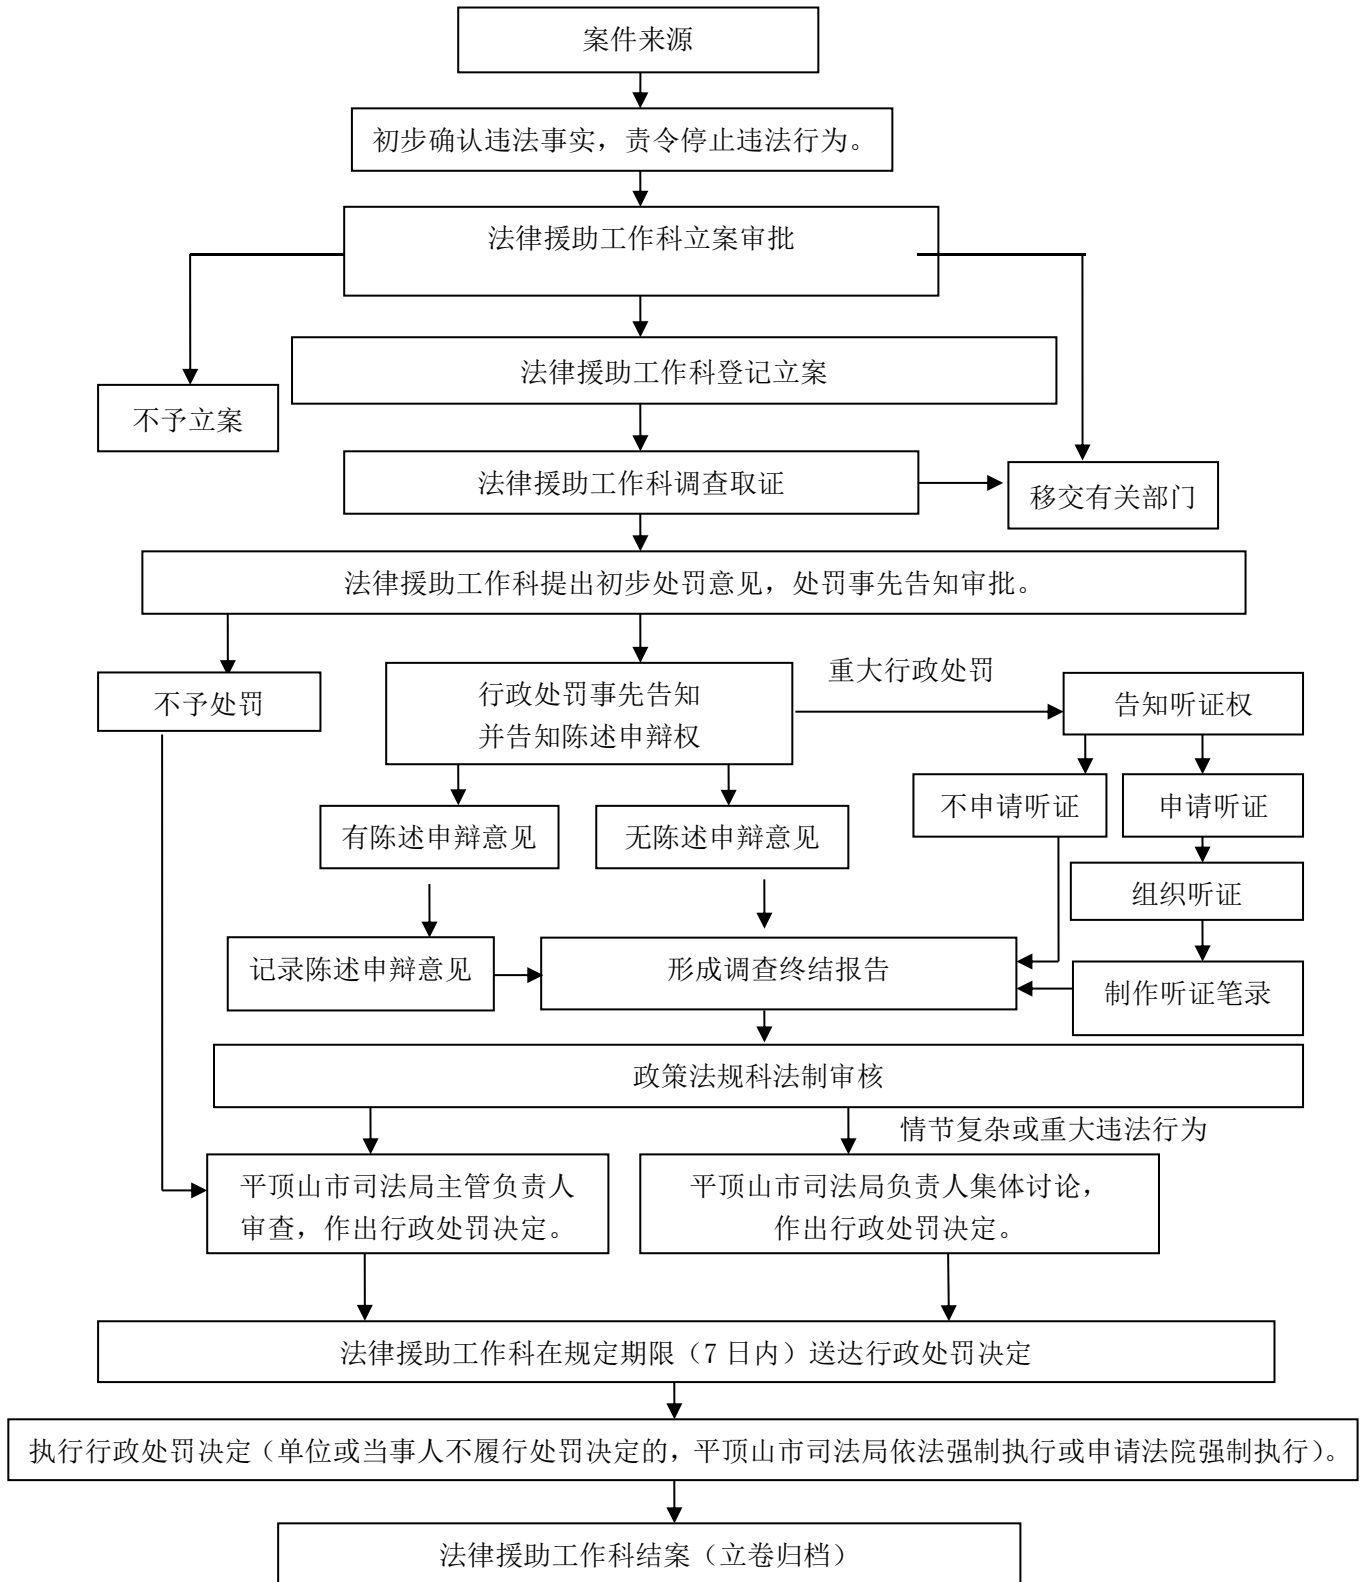 案件来源
初步确认违法事实，责令停止违法行为。
法律援助工作科立案审批
法律援助工作科登记立案
不予立案
法律援助工作科调查取证
移交有关部门
法律援助工作科提出初步处罚意见，处罚事先告知审批。
不予处罚
行政处罚事先告知
并告知陈述申辩权
重大行政处罚
告知听证权
不申请听证
申请听证
有陈述申辩意见
无陈述申辩意见
组织听证
记录陈述申辩意见
形成调查终结报告
制作听证笔录
政策法规科法制审核
情节复杂或重大违法行为
平顶山市司法局主管负责人
审查，作出行政处罚决定。
平顶山市司法局负责人集体讨论，
作出行政处罚决定。
法律援助工作科在规定期限（7 日内）送达行政处罚决定
执行行政处罚决定（单位或当事人不履行处罚决定的，平顶山市司法局依法强制执行或申请法院强制执行）。
法律援助工作科结案（立卷归档）